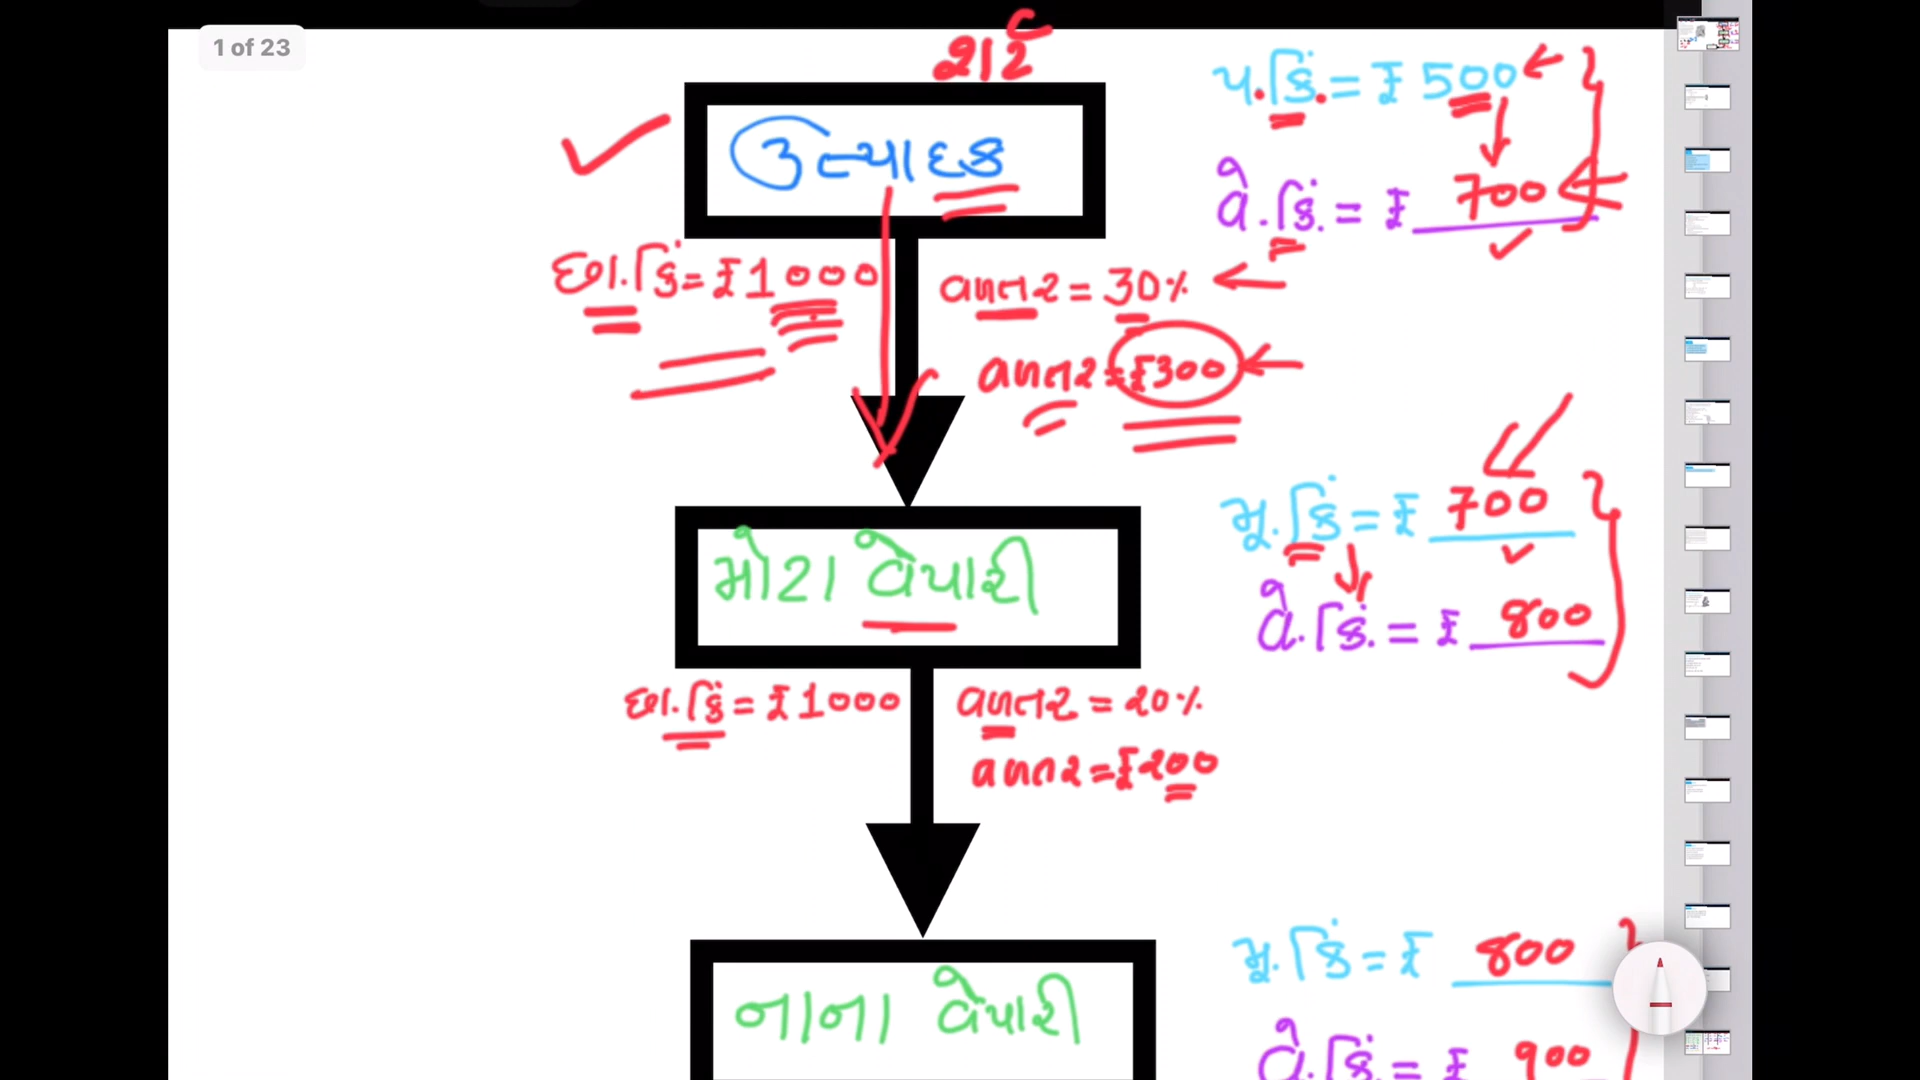 1 of 23
શર્ટ
ઉત્પાદક
પ.કિં. = ₹ 500
વે.કિં. = ₹ 700
છા.કિં = ₹ 1000
વળતર = 30%
વળતર = ₹300
મોટા વેપારી
મૂ.કિં = ₹ 700
વે.કિં. = ₹ 800
છા.કિં = ₹ 1000
વળતર = 20%
વળતર = ₹200
નાના વેપારી
મૂ.કિં = ₹ 800
વે.કિં = ₹ 900